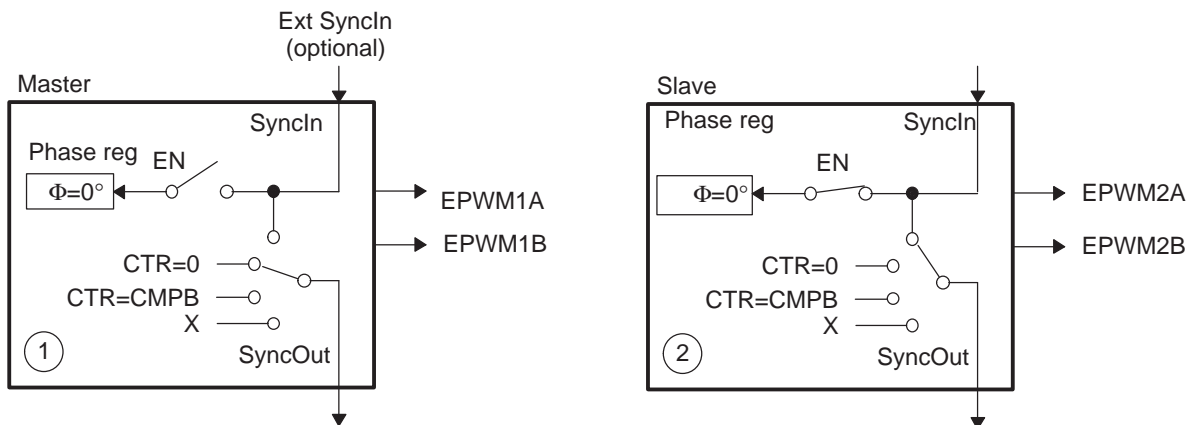 Ext SyncIn
(optional)
Master
SyncIn
Phase reg
EN
Φ=0°
EPWM1A
EPWM1B
CTR=0
CTR=CMPB
X
1
SyncOut
Slave
Phase reg
SyncIn
EN
Φ=0°
EPWM2A
EPWM2B
CTR=0
CTR=CMPB
X
2
SyncOut